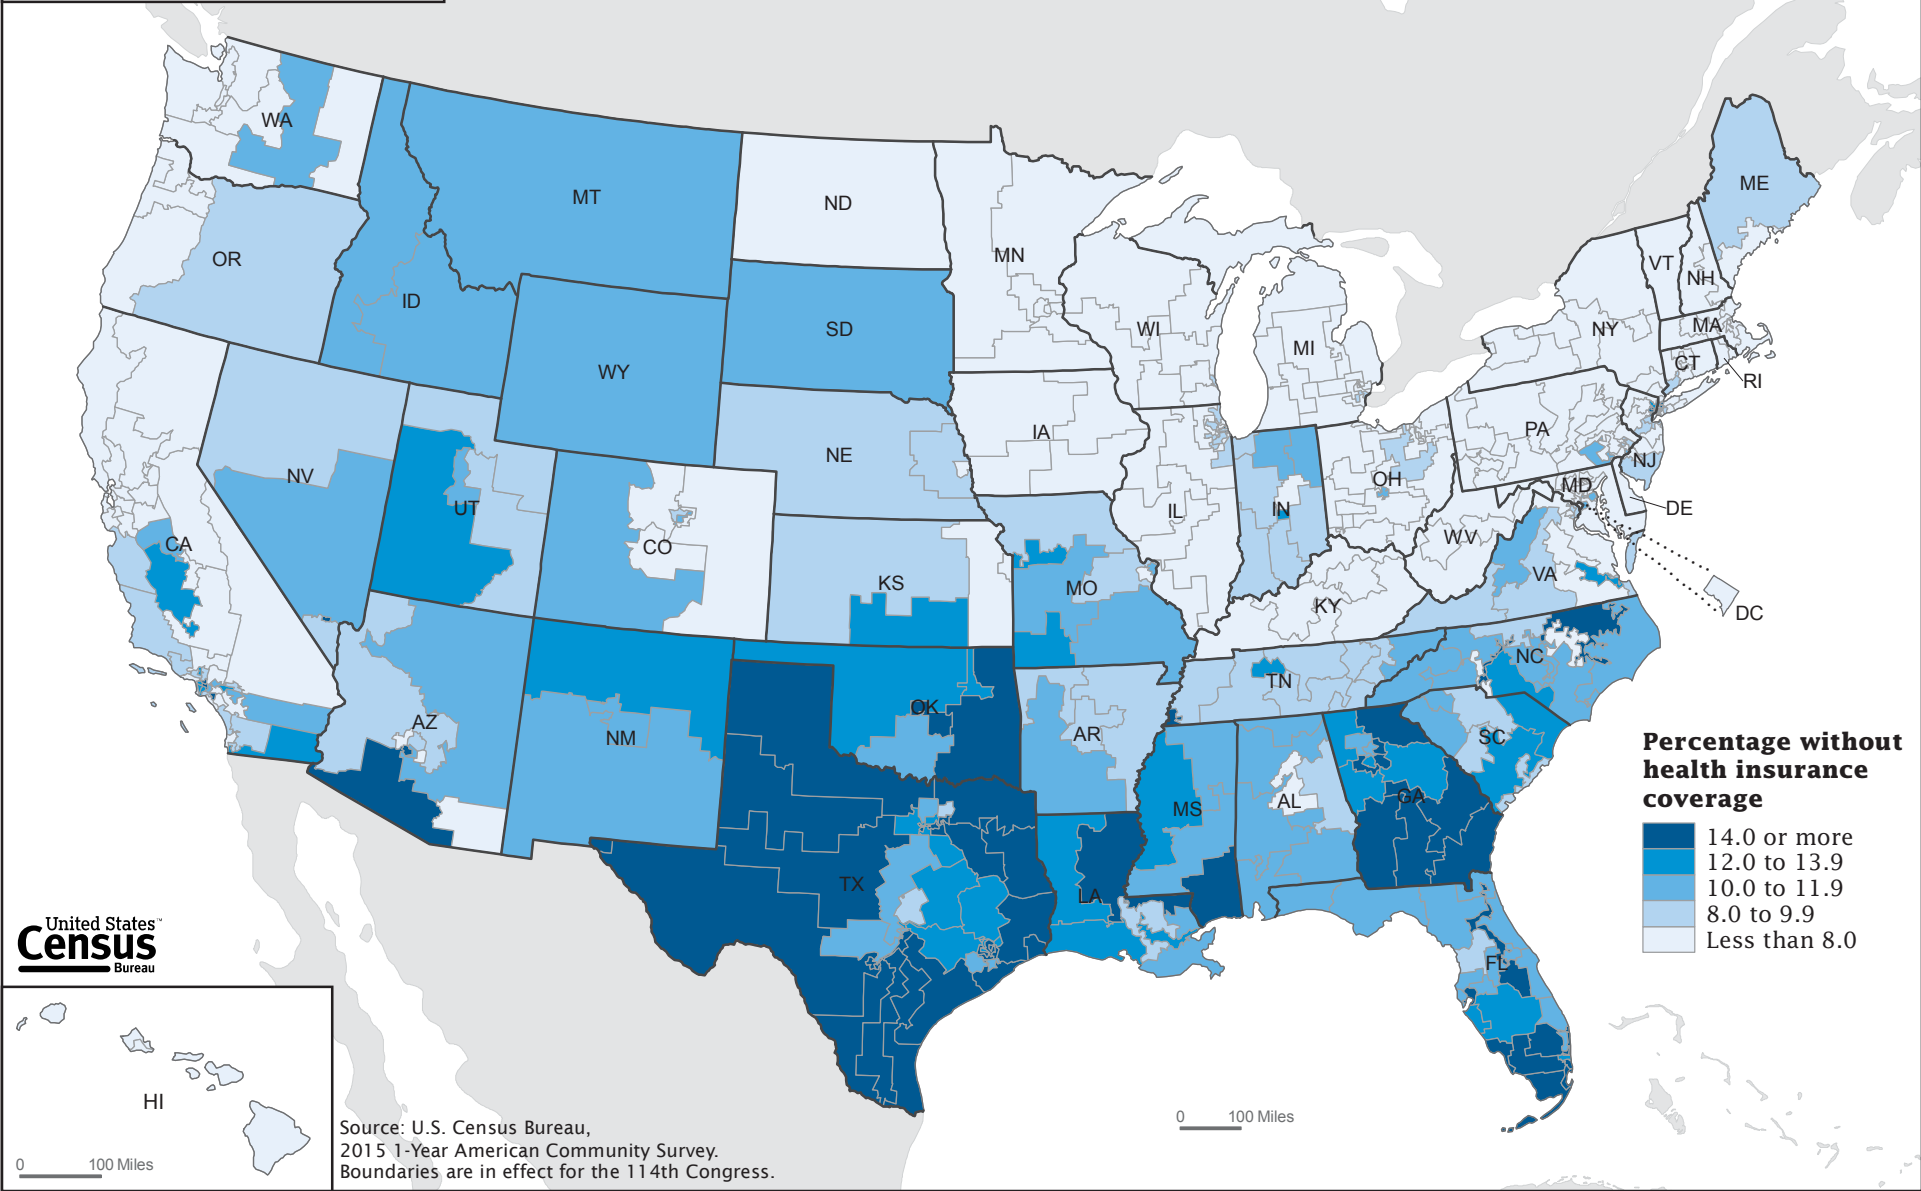 WA
MT
ND
MN
ME
OR
ID
SD
WY
WI
MI
VT
NH
NY
MA
CT
RI
NV
UT
CO
NE
IA
IL
IN
OH
PA
NJ
MD
DE
WV
VA
DC
CA
KS
MO
KY
AZ
NM
OK
AR
TN
NC
SC
MS
AL
GA
TX
LA
FL
Percentage without
health insurance
coverage
14.0 or more
12.0 to 13.9
10.0 to 11.9
8.0 to 9.9
Less than 8.0
United States™
Census
Bureau
HI
0 100 Miles
Source: U.S. Census Bureau,
2015 1-Year American Community Survey.
Boundaries are in effect for the 114th Congress.
0 100 Miles